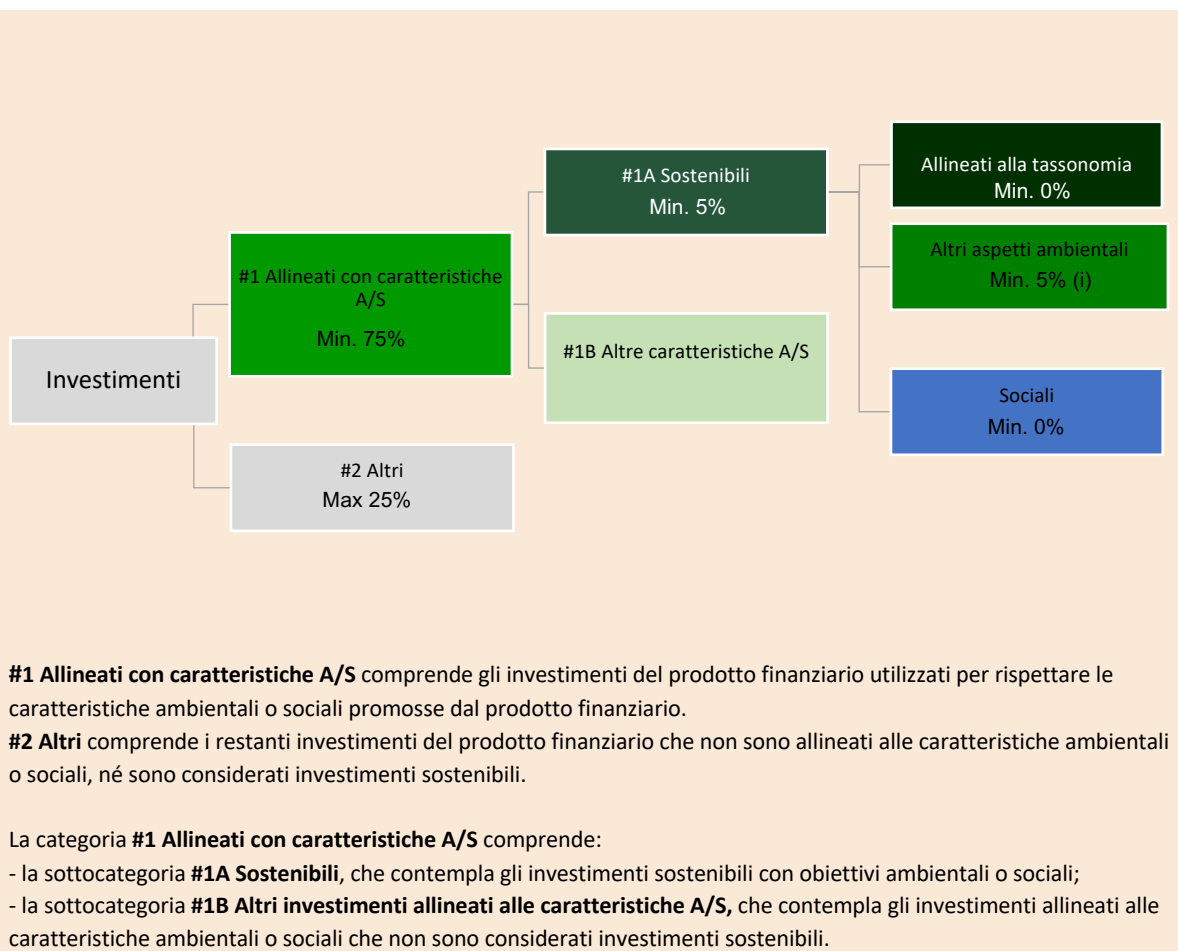 Investimenti
#1 Allineati con caratteristiche
A/S
Min. 75%
#2 Altri
Max 25%
#1A Sostenibili
Min. 5%
#1B Altre caratteristiche A/S
Allineati alla tassonomia
Min. 0%
Altri aspetti ambientali
Min. 5% (i)
Sociali
Min. 0%
#1 Allineati con caratteristiche A/S comprende gli investimenti del prodotto finanziario utilizzati per rispettare le
caratteristiche ambientali o sociali promosse dal prodotto finanziario.
#2 Altri comprende i restanti investimenti del prodotto finanziario che non sono allineati alle caratteristiche ambientali
o sociali, né sono considerati investimenti sostenibili.
La categoria #1 Allineati con caratteristiche A/S comprende:
- la sottocategoria #1A Sostenibili, che contempla gli investimenti sostenibili con obiettivi ambientali o sociali;
- la sottocategoria #1B Altri investimenti allineati alle caratteristiche A/S, che contempla gli investimenti allineati alle
caratteristiche ambientali o sociali che non sono considerati investimenti sostenibili.